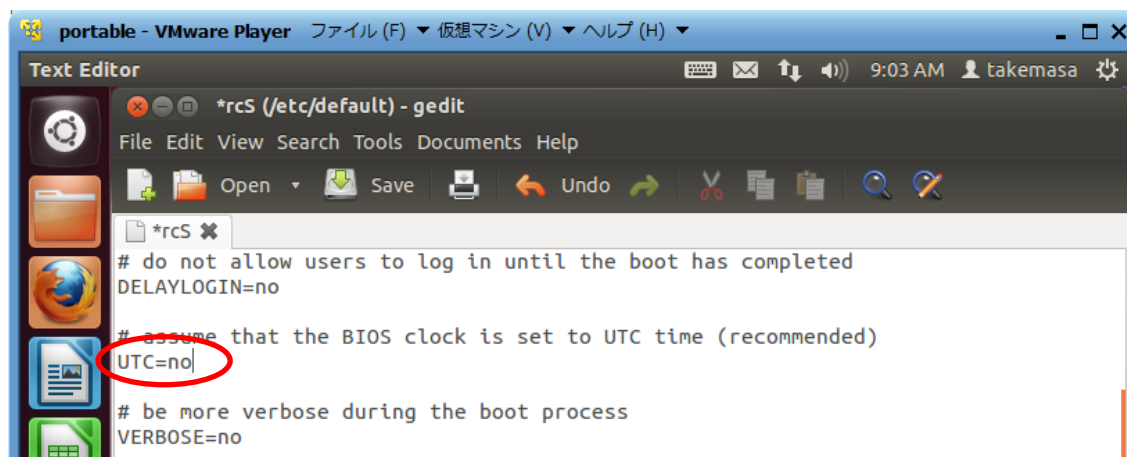 portable - VMware Player ファイル (F) ▼ 仮想マシン (V) ▼ ヘルプ (H) ▼
Text Editor 9:03 AM takemasa
*rcS (/etc/default) - gedit
File Edit View Search Tools Documents Help
Open Save Undo
*rcS
# do not allow users to log in until the boot has completed
DELAYLOGIN=no
# assume that the BIOS clock is set to UTC time (recommended)
UTC=no
# be more verbose during the boot process
VERBOSE=no